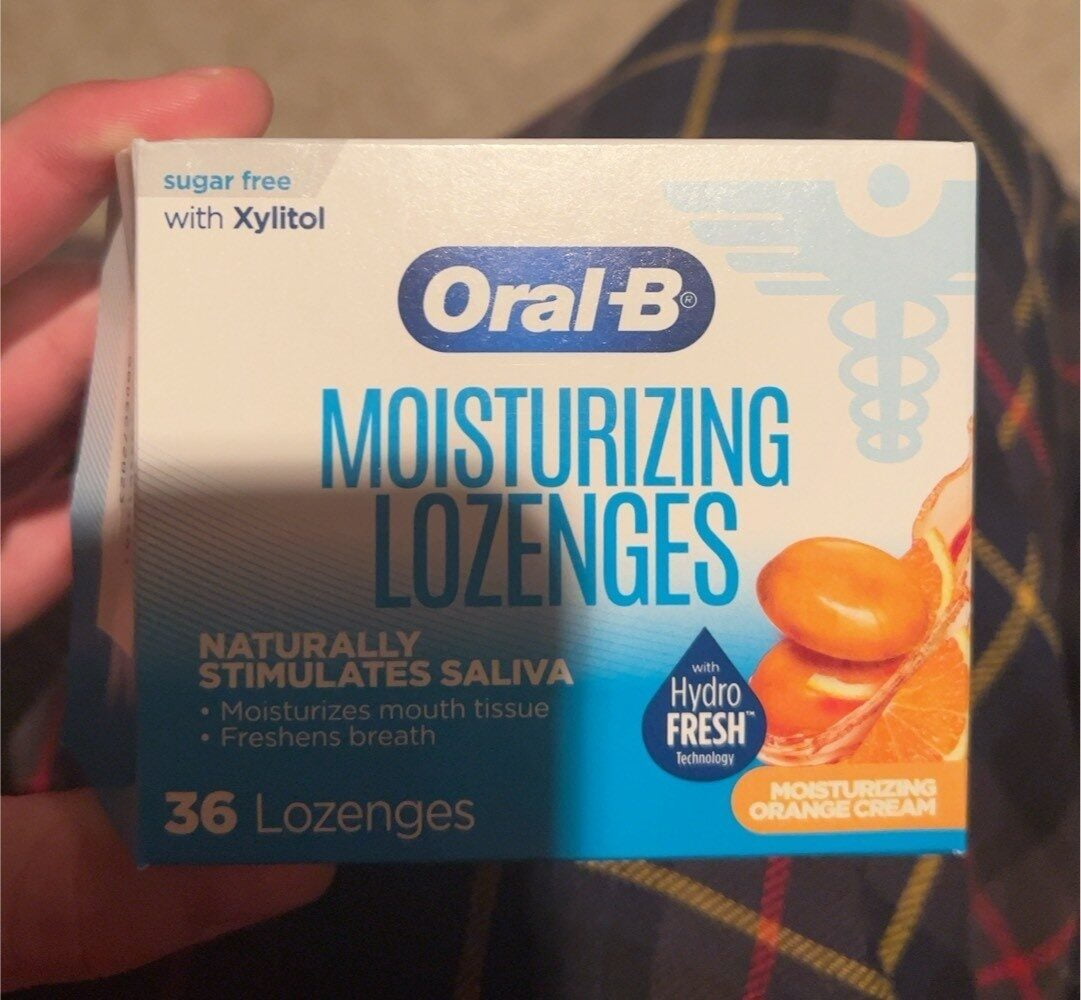 sugar free
with Xylitol
Oral-B®
MOISTURIZING
LOZENGES
NATURALLY
STIMULATES SALIVA
• Moisturizes mouth tissue
• Freshens breath
36 Lozenges
with
Hydro
FRESH™
Technology
MOISTURIZING
ORANGE CREAM